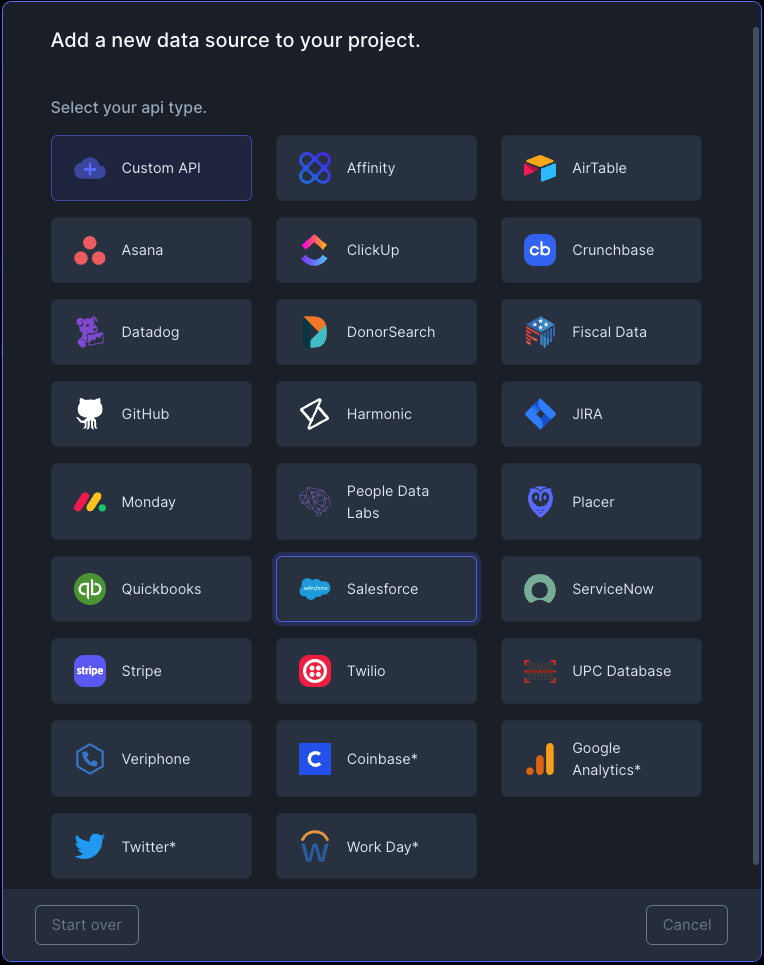 Add a new data source to your project.
Select your api type.
Custom API
Affinity
AirTable
Asana
ClickUp
cb
Crunchbase
Datadog
DonorSearch
Fiscal Data
GitHub
Harmonic
JIRA
Monday
People Data
Labs
Placer
qb
Quickbooks
salesforce
Salesforce
ServiceNow
stripe
Stripe
Twilio
UPC Database
Veriphone
C
Coinbase*
Google
Analytics*
Twitter*
W
Work Day*
Start over
Cancel